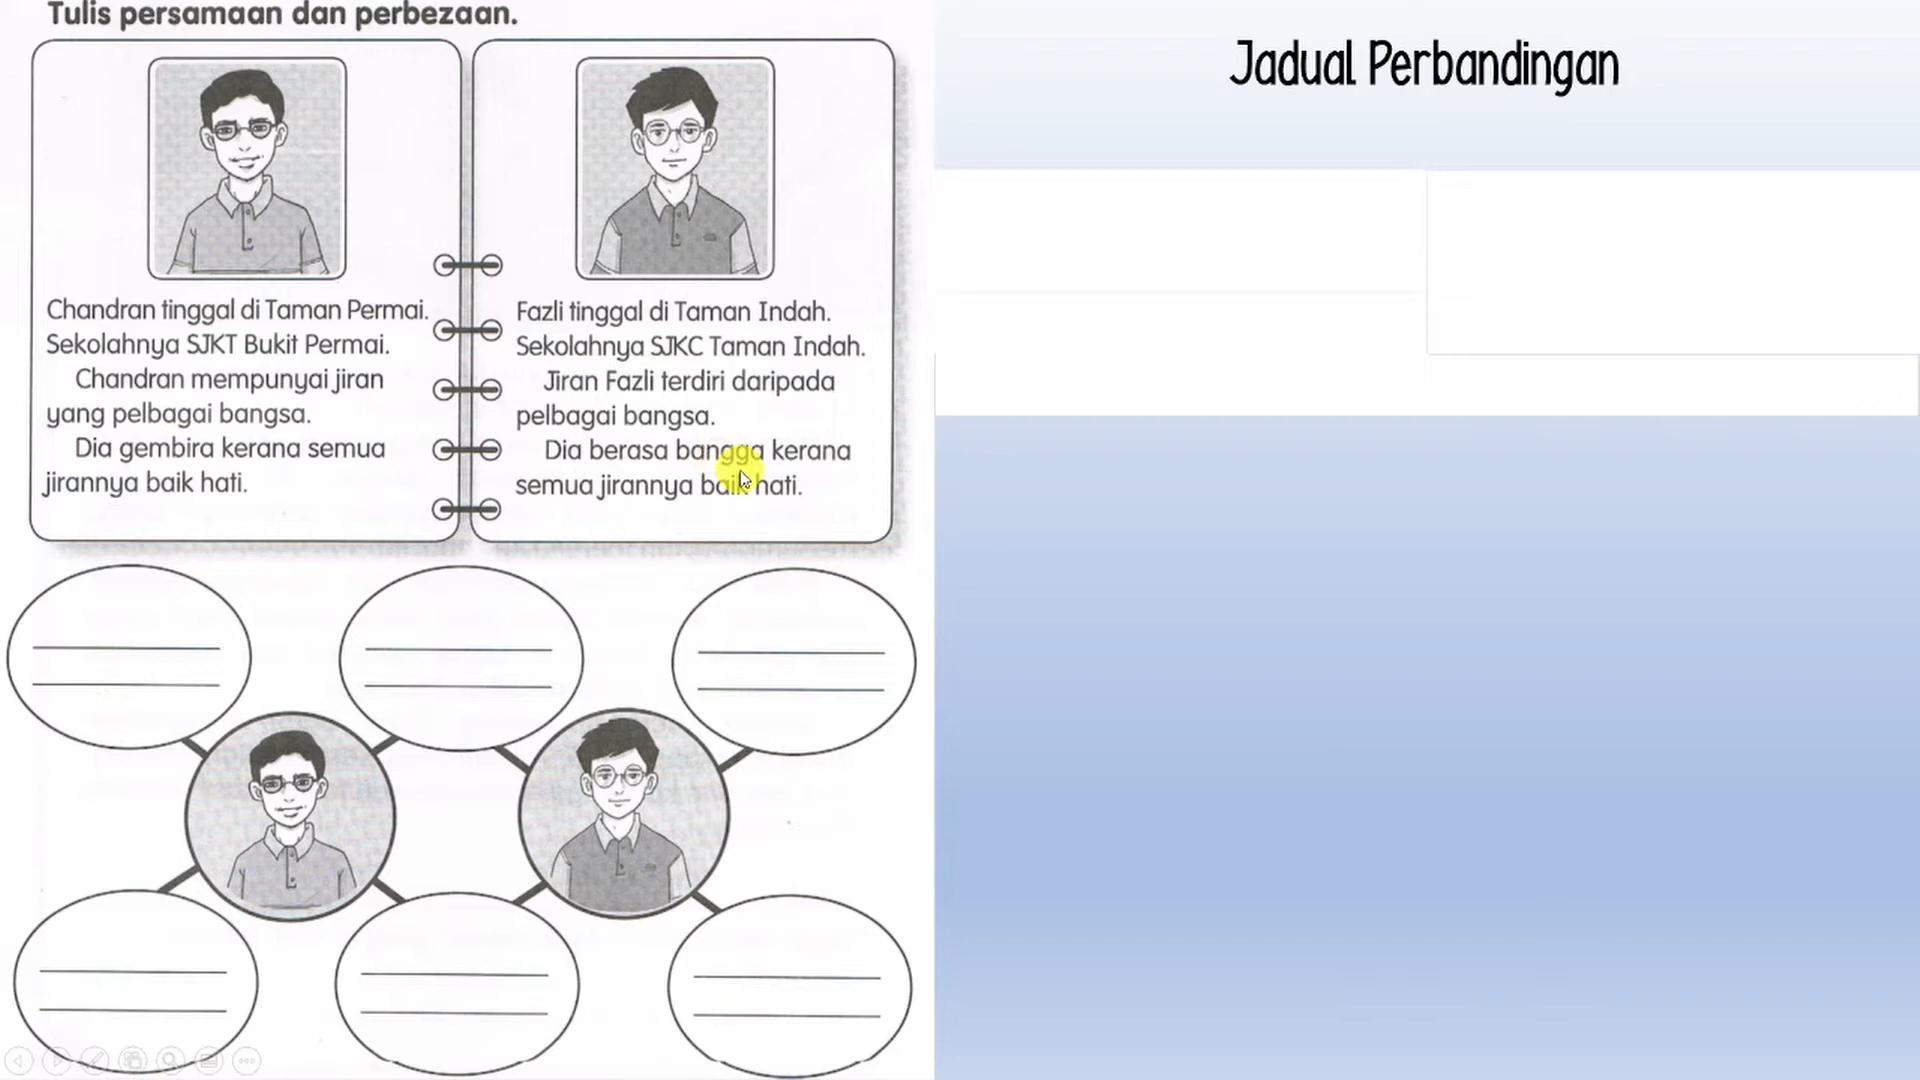 Tulis persamaan dan perbezaan.
Chandran tinggal di Taman Permai.
Sekolahnya SJKT Bukit Permai.
Chandran mempunyai jiran
yang pelbagai bangsa.
Dia gembira kerana semua
jirannya baik hati.
Fazli tinggal di Taman Indah.
Sekolahnya SJKC Taman Indah.
Jiran Fazli terdiri daripada
pelbagai bangsa.
Dia berasa bangga kerana
semua jirannya baik hati.
Jadual Perbandingan